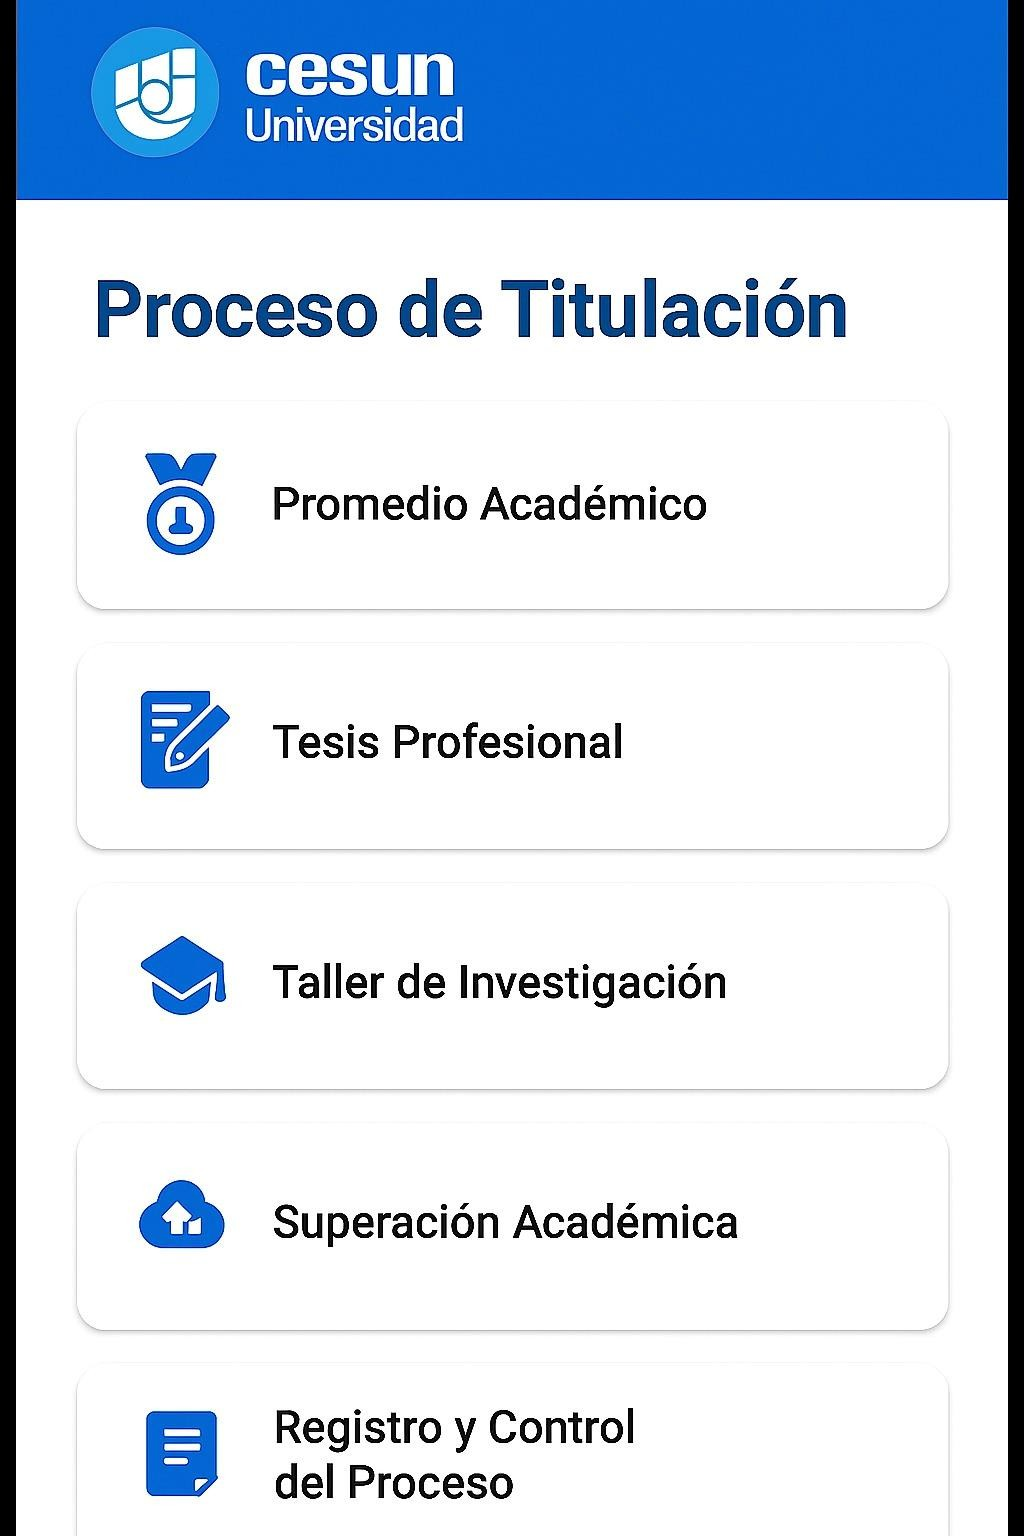 cesun
Universidad
Proceso de Titulación
Promedio Académico
Tesis Profesional
Taller de Investigación
Superación Académica
Registro y Control
del Proceso